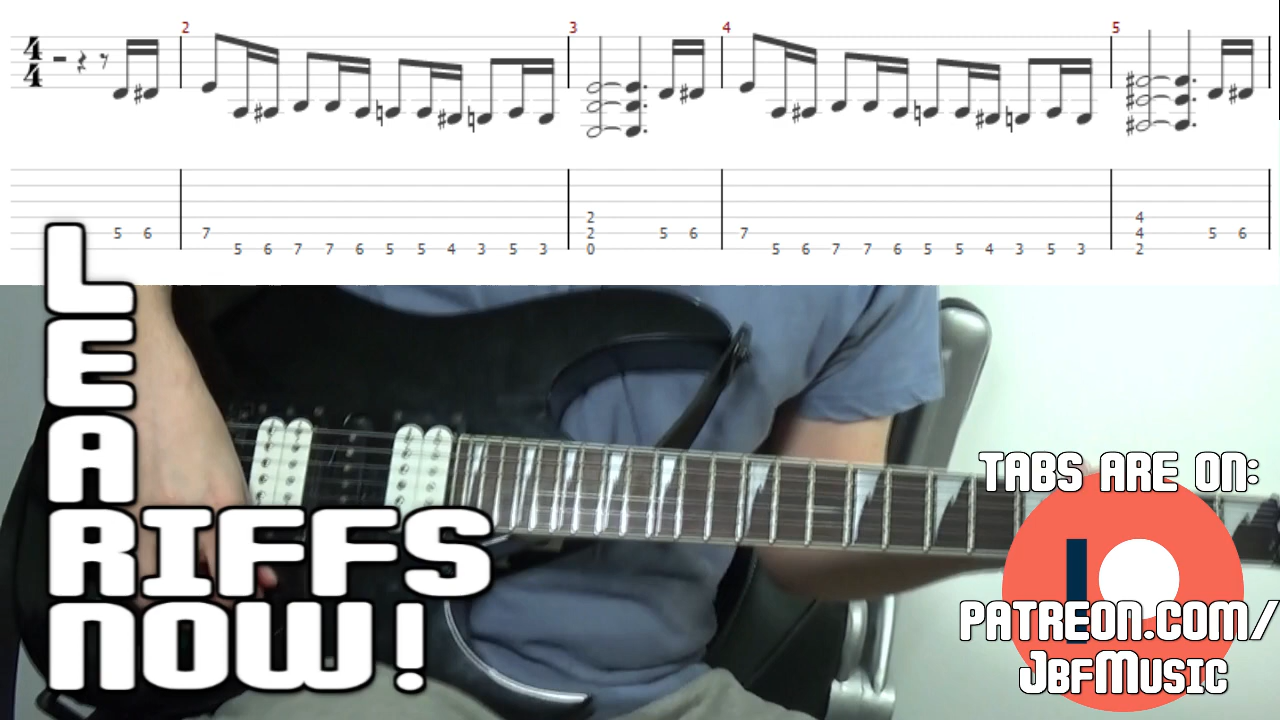 2 3 4 5
4
4
2 2 4 4
5 6 7 2 5 6 7 4 5 6
5 6 7 7 6 5 5 4 3 5 3 0 5 6 7 7 6 5 5 4 3 5 3 2
LEARN
RIFFS
NOW!
TABS ARE ON:
PATREON.COM/
JBFMUSIC